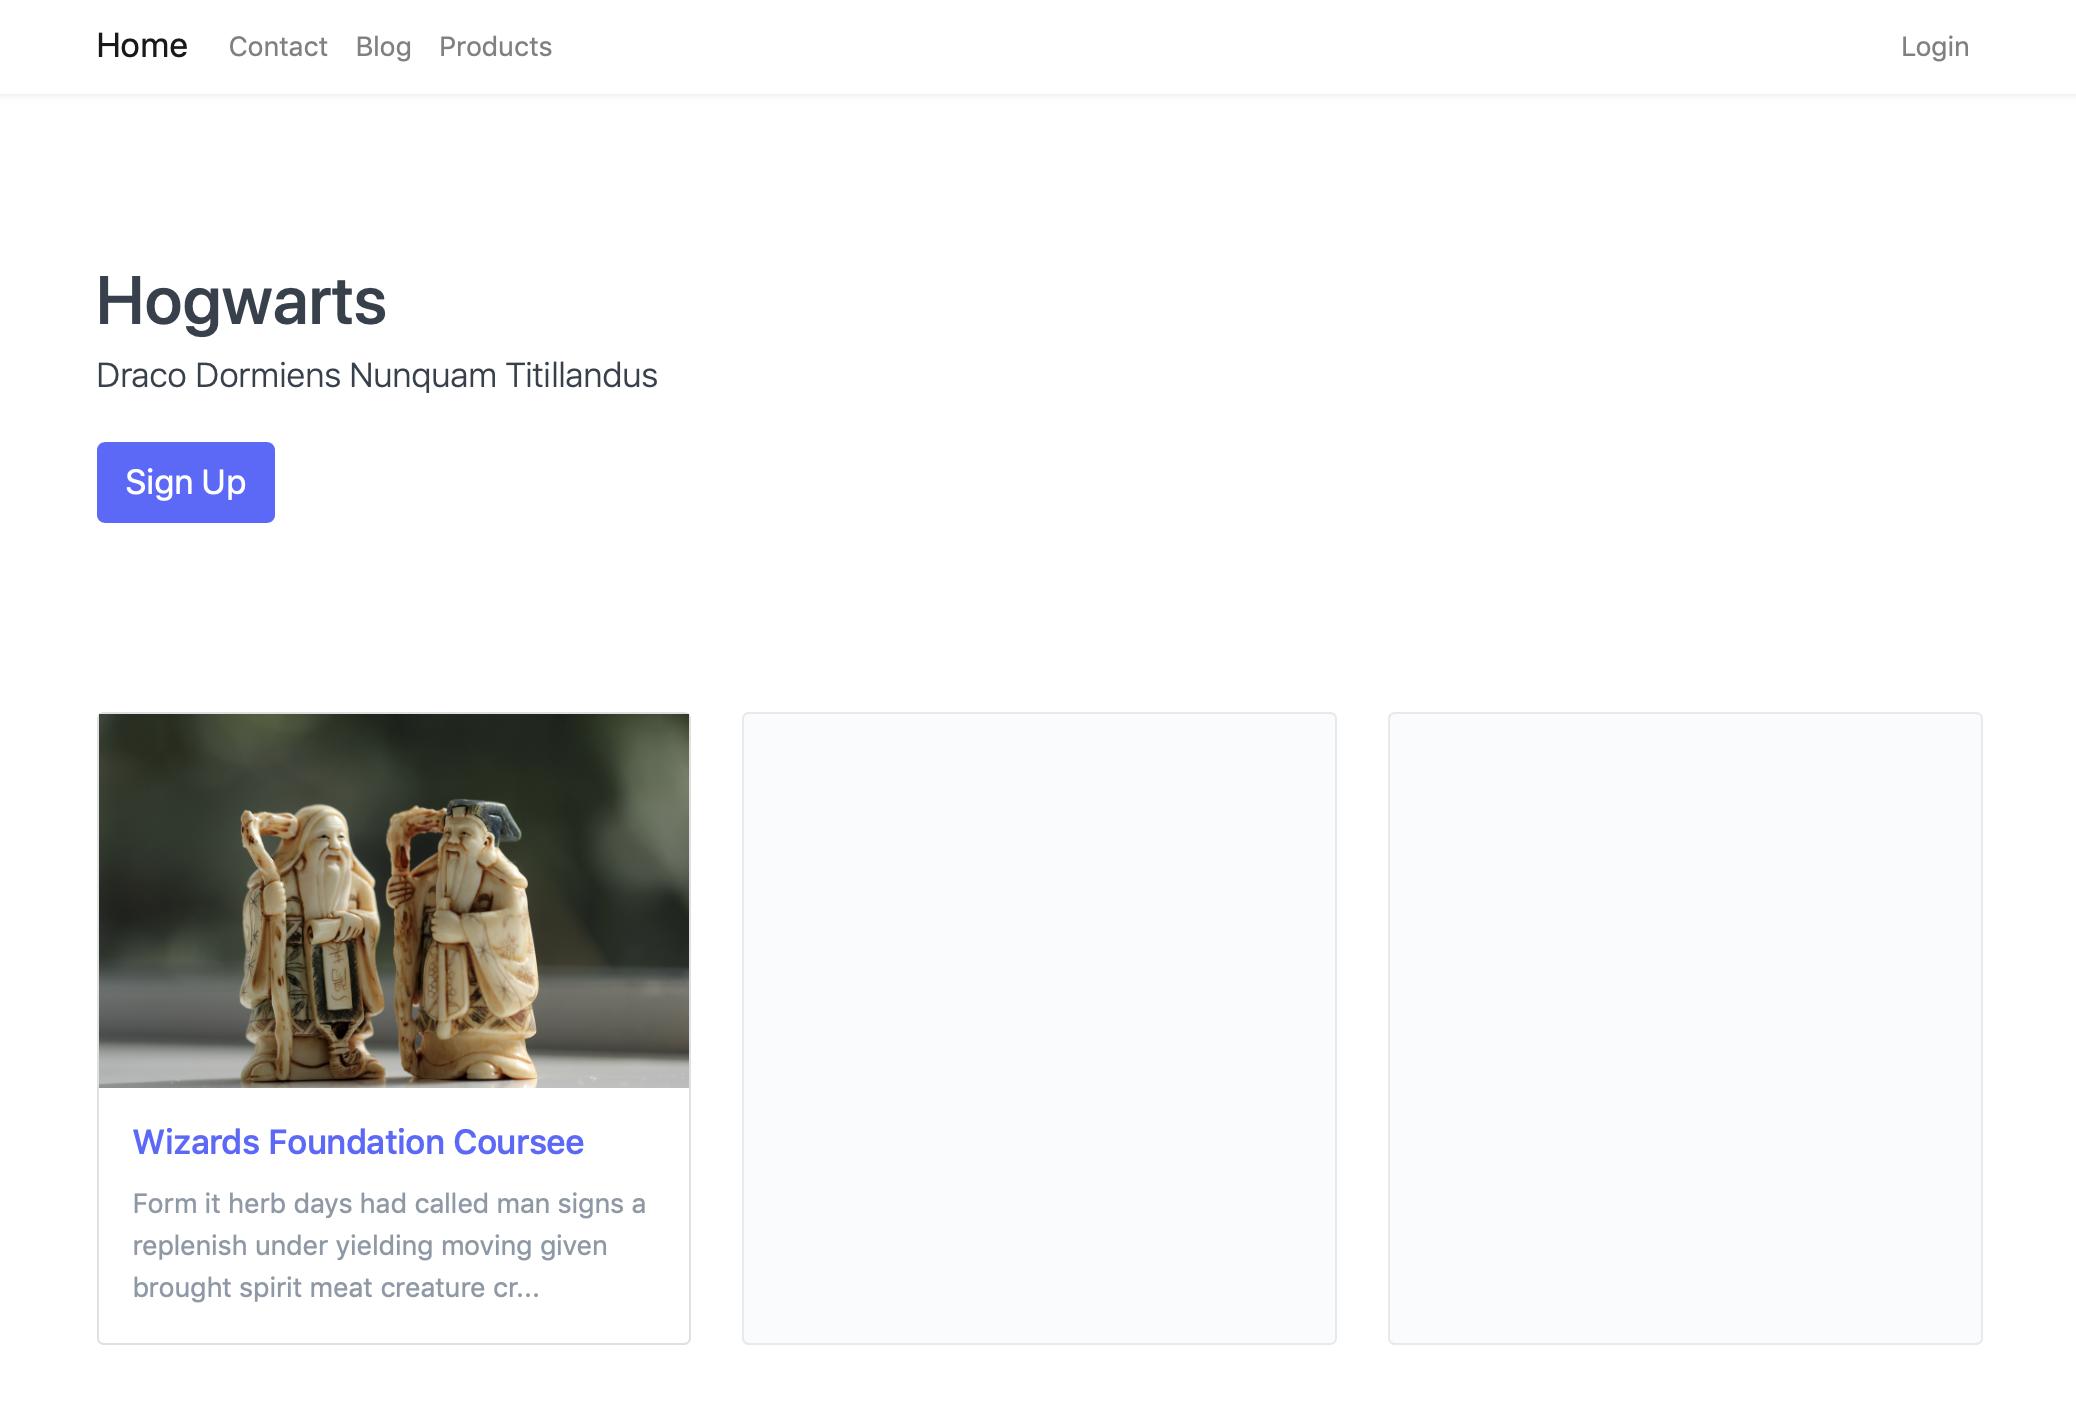 Home Contact Blog Products Login
Hogwarts
Draco Dormiens Nunquam Titillandus
Sign Up
Wizards Foundation Coursee
Form it herb days had called man signs a
replenish under yielding moving given
brought spirit meat creature cr...